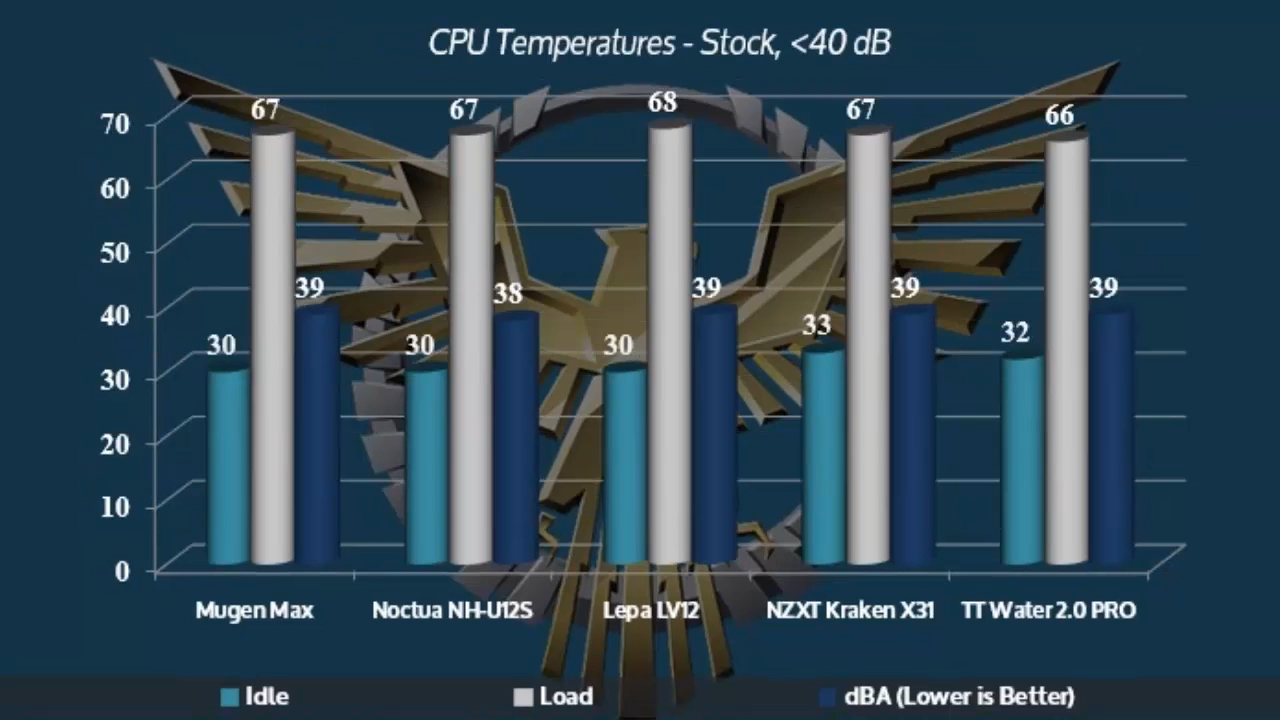 CPU Temperatures - Stock, <40 dB
67 67 68 67 66
70
60
50
40
30
20
10
0
39 38 39 39 39
30 30 30 33 32
Mugen Max Noctua NH-U12S Lepa LV12 NZXT Kraken X31 TT Water 2.0 PRO
Idle Load dBA (Lower is Better)